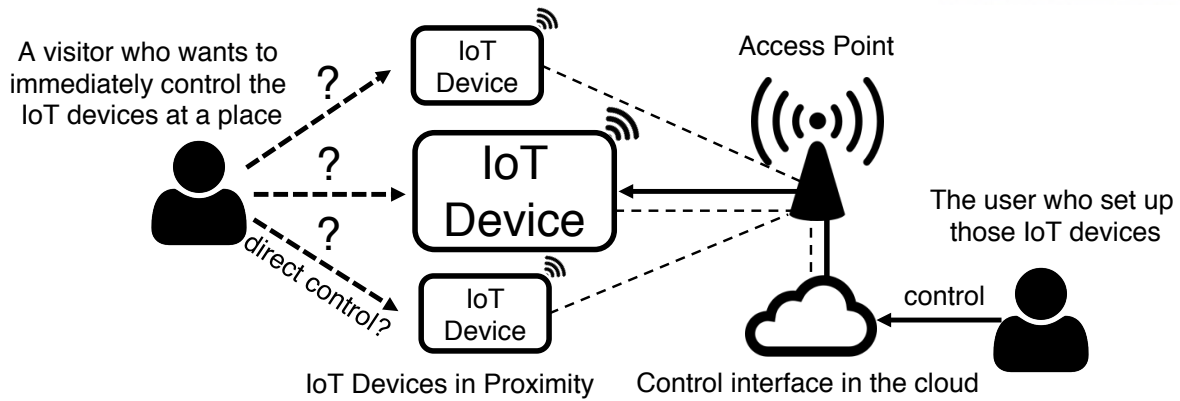 A visitor who wants to
immediately control the
IoT devices at a place
?
?
?
direct control?
IoT
Device
IoT
Device
IoT
Device
IoT Devices in Proximity
Access Point
The user who set up
those IoT devices
control
Control interface in the cloud